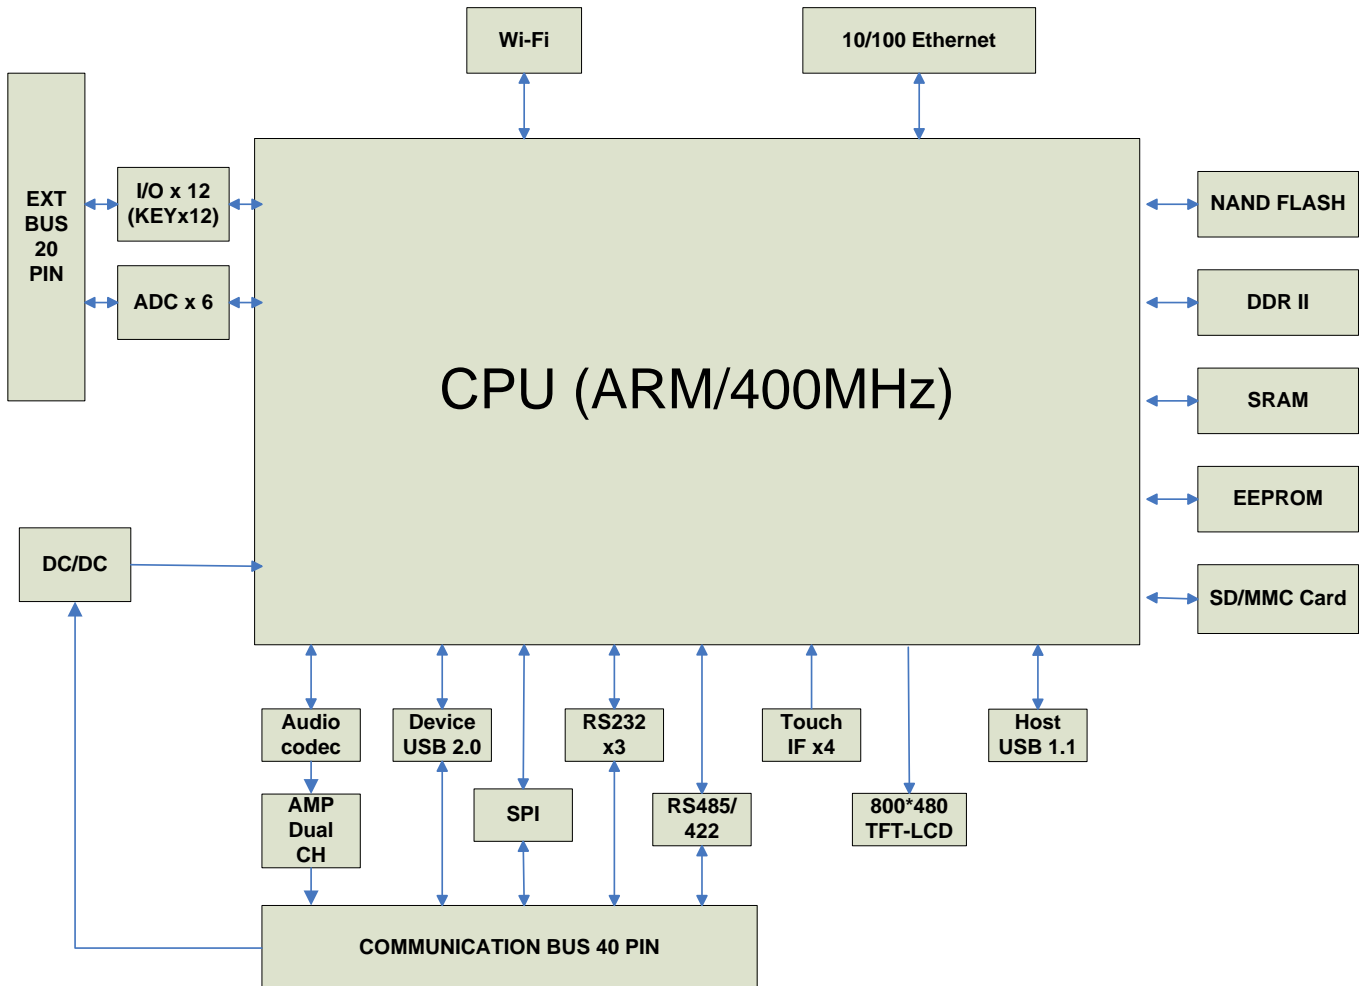 Wi-Fi
10/100 Ethernet
EXT
BUS
20
PIN
I/O x 12
(KEYx12)
ADC x 6
CPU (ARM/400MHz)
NAND FLASH
DDR II
SRAM
EEPROM
SD/MMC Card
DC/DC
Audio
codec
Device
USB 2.0
RS232
x3
Touch
IF x4
Host
USB 1.1
AMP
Dual
CH
SPI
RS485/
422
800*480
TFT-LCD
COMMUNICATION BUS 40 PIN